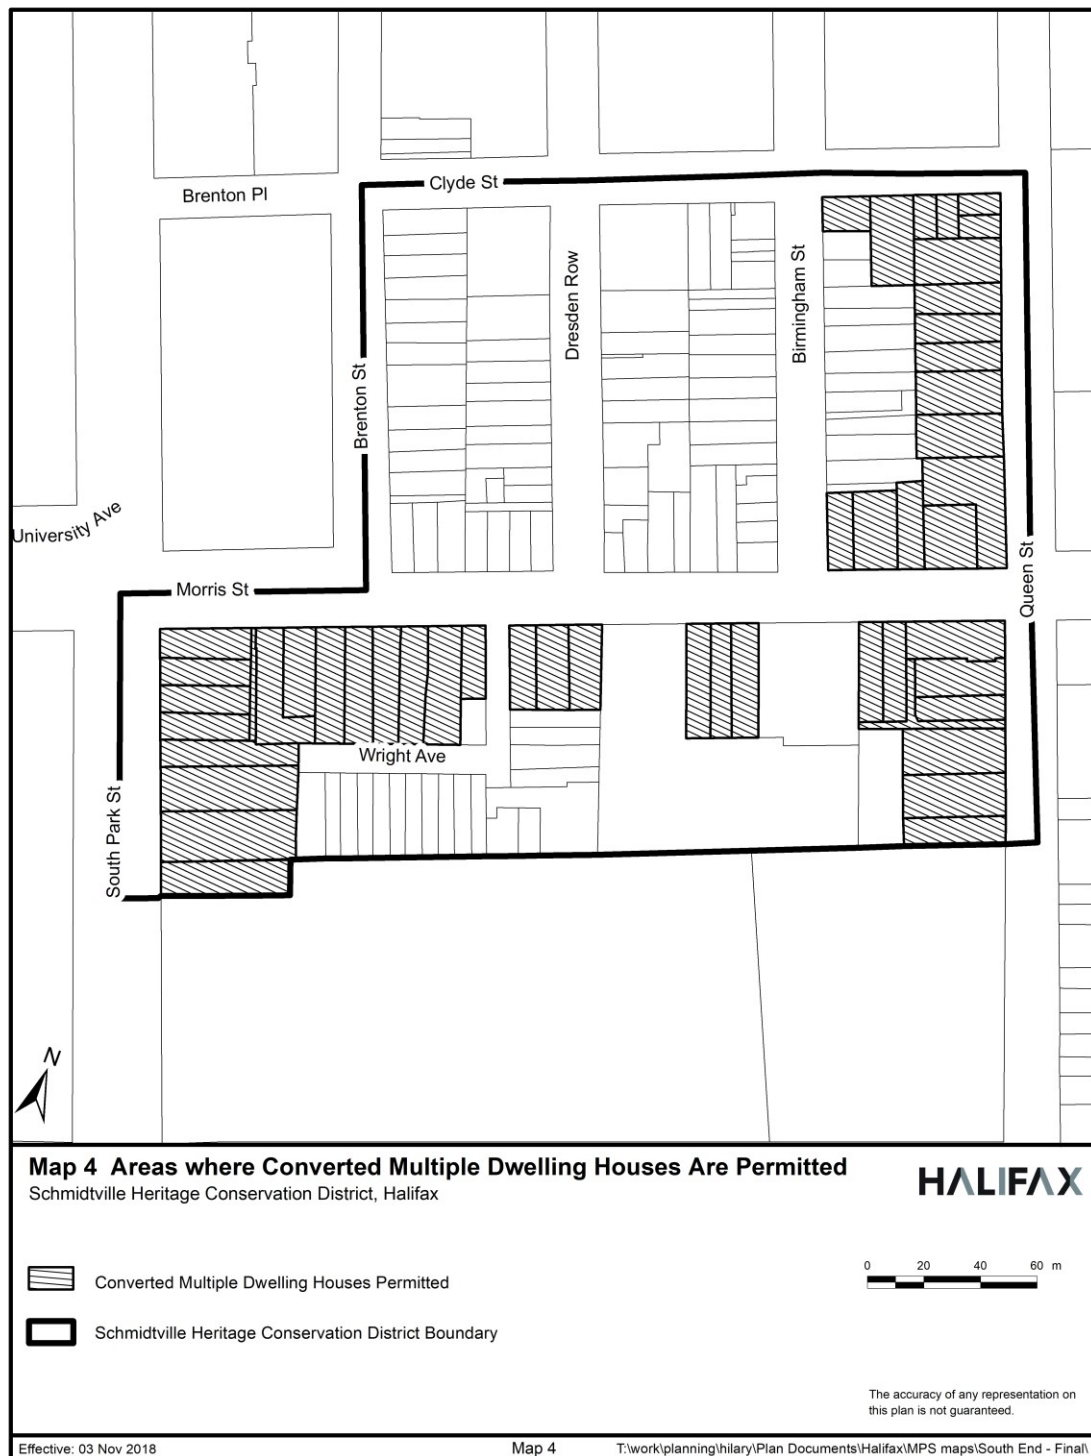 Brenton Pl
Clyde St
Dresden Row
Birmingham St
Brenton St
University Ave
Morris St
Queen St
Wright Ave
South Park St
N
Map 4 Areas where Converted Multiple Dwelling Houses Are Permitted
Schmidtville Heritage Conservation District, Halifax
HALIFAX
Converted Multiple Dwelling Houses Permitted
0 20 40 60 m
Schmidtville Heritage Conservation District Boundary
The accuracy of any representation on
this plan is not guaranteed.
Effective: 03 Nov 2018 Map 4 T:\work\planning\hilary\Plan Documents\Halifax\MPS maps\South End - Final\